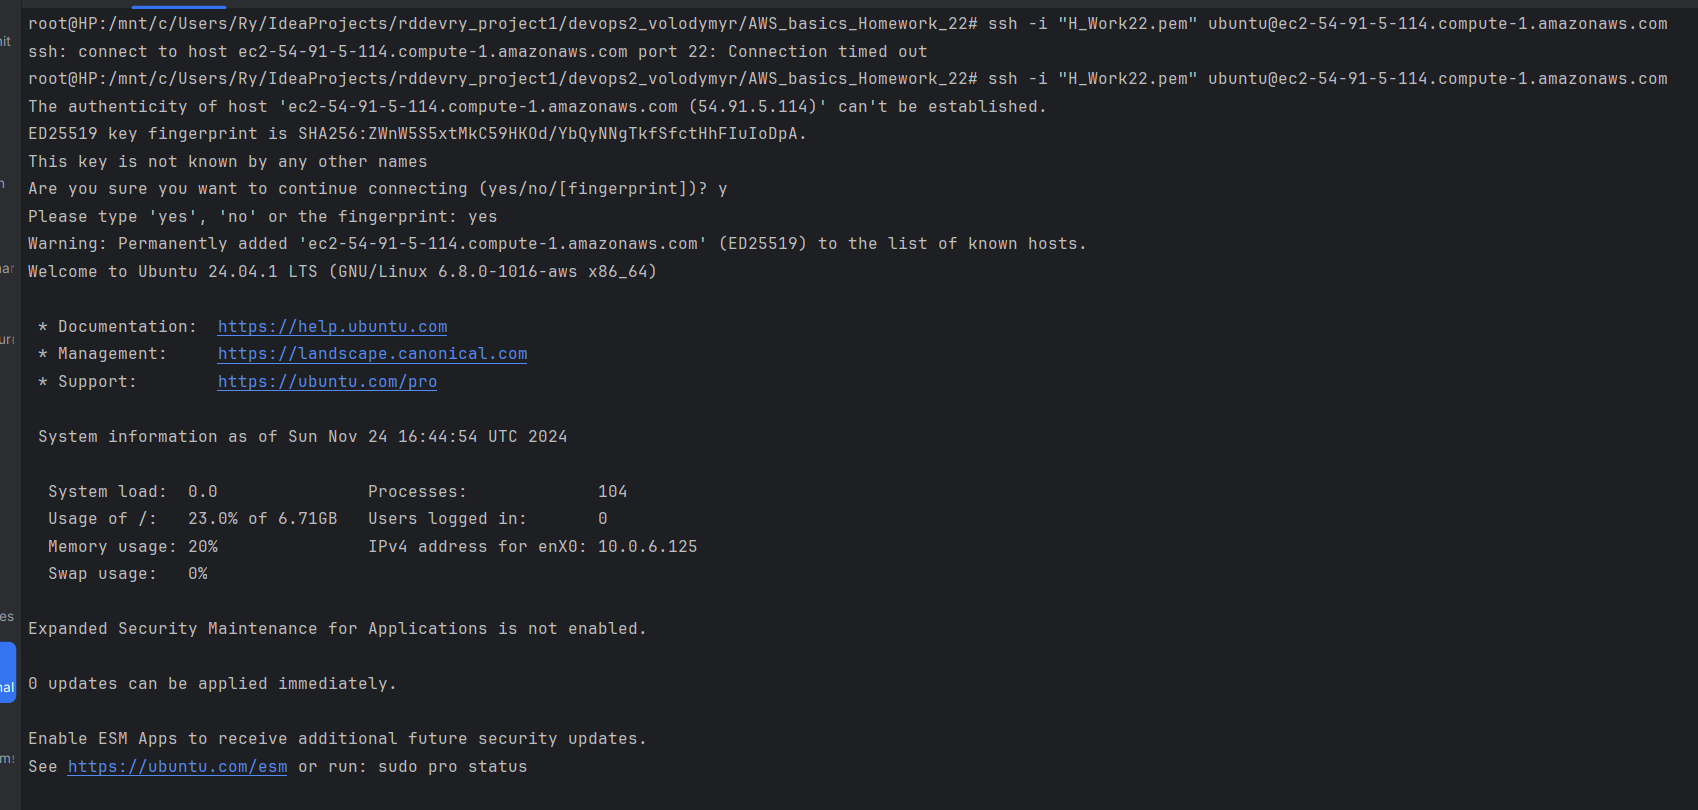 root@HP:/mnt/c/Users/Ry/IdeaProjects/rddevry_project1/devops2_volodymyr/AWS_basics_Homework_22# ssh -i "H_Work22.pem" ubuntu@ec2-54-91-5-114.compute-1.amazonaws.com
ssh: connect to host ec2-54-91-5-114.compute-1.amazonaws.com port 22: Connection timed out
root@HP:/mnt/c/Users/Ry/IdeaProjects/rddevry_project1/devops2_volodymyr/AWS_basics_Homework_22# ssh -i "H_Work22.pem" ubuntu@ec2-54-91-5-114.compute-1.amazonaws.com
The authenticity of host 'ec2-54-91-5-114.compute-1.amazonaws.com (54.91.5.114)' can't be established.
ED25519 key fingerprint is SHA256:ZWnW5S5xtMkC59HKOd/YbQyNNgTkfSfctHhFIuIoDpA.
This key is not known by any other names
Are you sure you want to continue connecting (yes/no/[fingerprint])? y
Please type 'yes', 'no' or the fingerprint: yes
Warning: Permanently added 'ec2-54-91-5-114.compute-1.amazonaws.com' (ED25519) to the list of known hosts.
Welcome to Ubuntu 24.04.1 LTS (GNU/Linux 6.8.0-1016-aws x86_64)
* Documentation: https://help.ubuntu.com
* Management: https://landscape.canonical.com
* Support: https://ubuntu.com/pro
System information as of Sun Nov 24 16:44:54 UTC 2024
System load: 0.0 Processes: 104
Usage of /: 23.0% of 6.71GB Users logged in: 0
Memory usage: 20% IPv4 address for enX0: 10.0.6.125
Swap usage: 0%
Expanded Security Maintenance for Applications is not enabled.
0 updates can be applied immediately.
Enable ESM Apps to receive additional future security updates.
See https://ubuntu.com/esm or run: sudo pro status